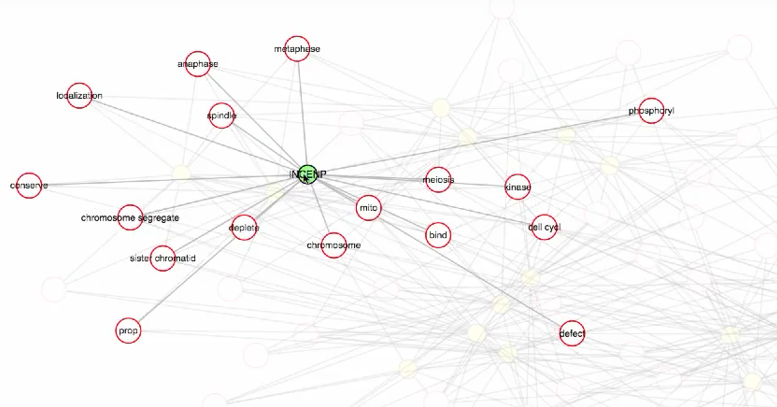 metaphase
anaphase
localization
phosphoryl
spindle
INCENP
meiosis
conserve
kinase
mito
chromosome segregate
deplete
cell cycl
bind
chromosome
sister chromatid
prop
defect